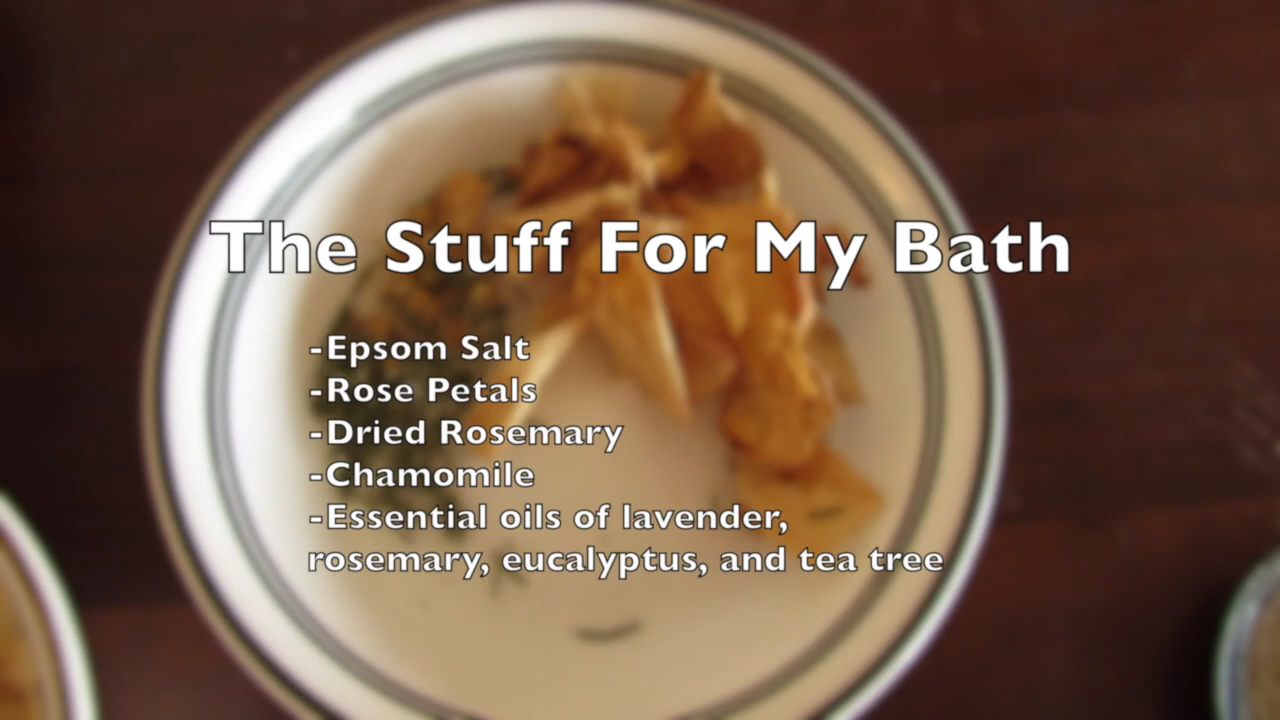 The Stuff For My Bath
-Epsom Salt
-Rose Petals
-Dried Rosemary
-Chamomile
-Essential oils of lavender,
rosemary, eucalyptus, and tea tree